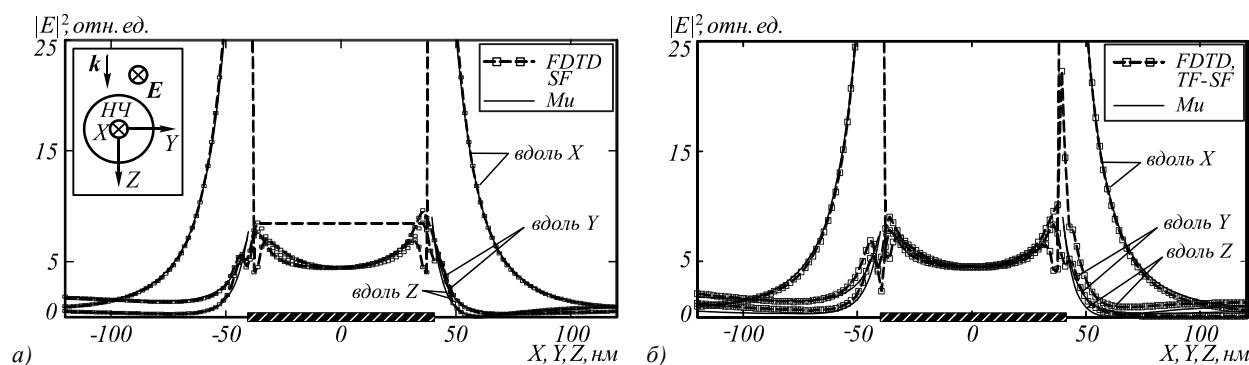 |E|², отн. ед.
25
15
5
0
k
E
НЧ
X
Y
Z
FDTD
SF
Ми
вдоль X
вдоль Y
вдоль Z
-100
-50
0
50
100
X, Y, Z, нм
а)
|E|², отн. ед.
25
15
5
0
FDTD,
TF-SF
Ми
вдоль X
вдоль Y
вдоль Z
-100
-50
0
50
100
X, Y, Z, нм
б)